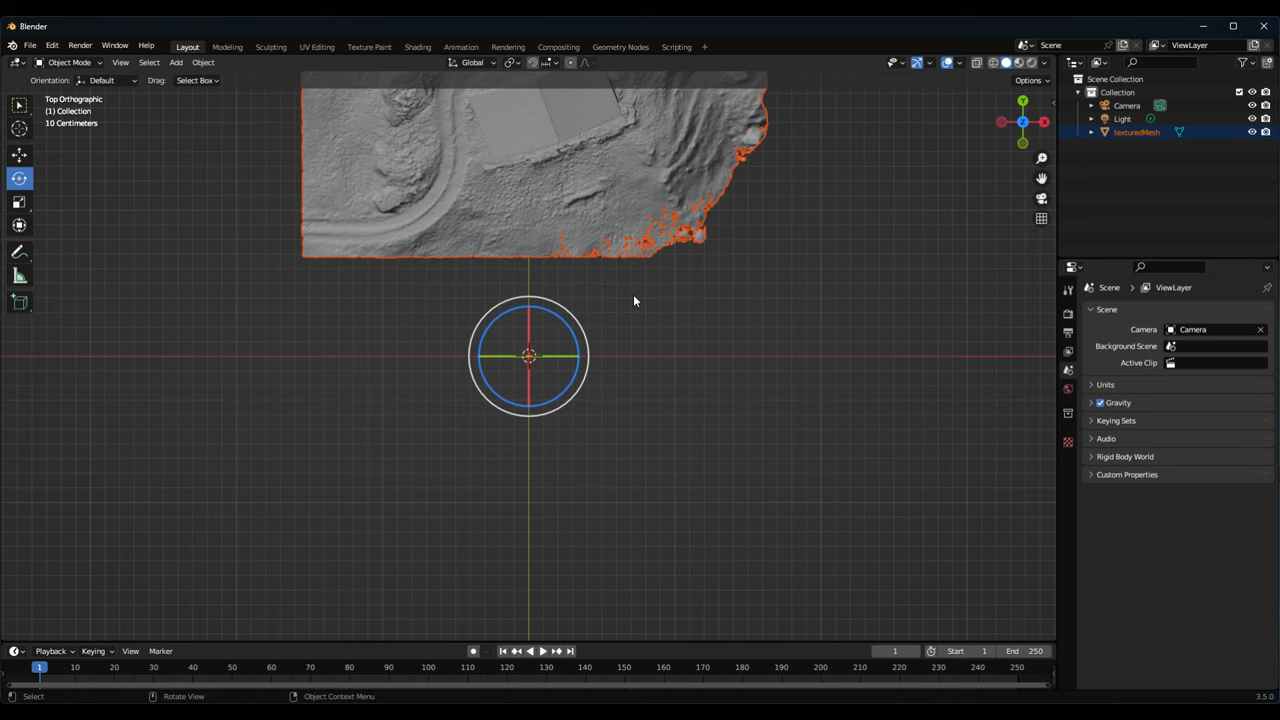 Blender
File Edit Render Window Help Layout Modeling Sculpting UV Editing Texture Paint Shading Animation Rendering Compositing Geometry Nodes Scripting + Scene ViewLayer
Object Mode View Select Add Object Global
Orientation: Default Drag: Select Box Options
Top Orthographic
(1) Collection
10 Centimeters
Y
X
Z
Scene Collection
Collection
Camera
Light
texturedMesh
Scene ViewLayer
Scene
Camera Camera
Background Scene
Active Clip
Units
Gravity
Keying Sets
Audio
Rigid Body World
Custom Properties
Playback Keying View Marker 1 Start 1 End 250
1 10 20 30 40 50 60 70 80 90 100 110 120 130 140 150 160 170 180 190 200 210 220 230 240 250
Select Rotate View Object Context Menu 3.5.0